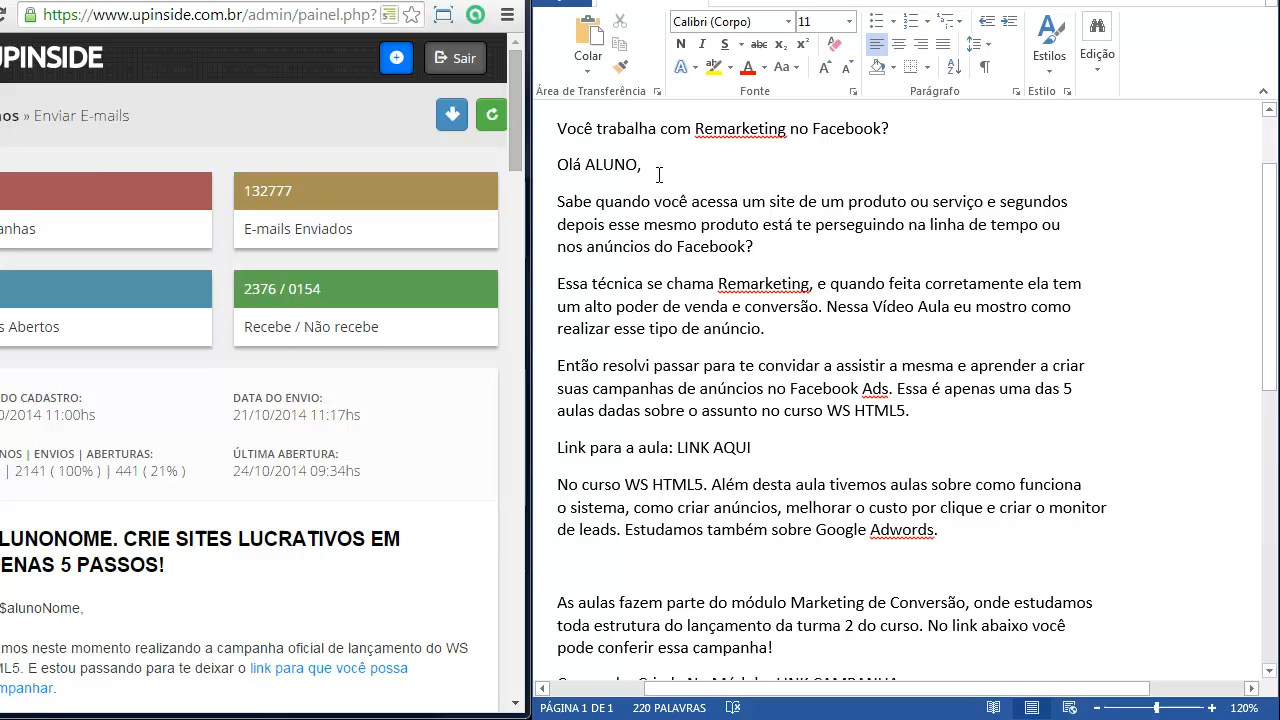 https://www.upinside.com.br/admin/painel.php?
UPINSIDE
Sair
» Enviar E-mails
132777
E-mails Enviados
2376 / 0154
s Abertos
Recebe / Não recebe
DO CADASTRO:
DATA DO ENVIO:
0/2014 11:00hs
21/10/2014 11:17hs
NOS | ENVIOS | ABERTURAS:
ÚLTIMA ABERTURA:
| 2141 ( 100% ) | 441 ( 21% )
24/10/2014 09:34hs
LUNONOME. CRIE SITES LUCRATIVOS EM
ENAS 5 PASSOS!
$alunoNome,
mos neste momento realizando a campanha oficial de lançamento do WS
ML5. E estou passando para te deixar o link para que você possa
mpanhar.
Colar
Área de Transferência
Calibri (Corpo)
11
N I S abc x₂ x²
A A Aa A A
Fonte
Parágrafo
Estilos
Estilo
Edição
Você trabalha com Remarketing no Facebook?
Olá ALUNO,
Sabe quando você acessa um site de um produto ou serviço e segundos
depois esse mesmo produto está te perseguindo na linha de tempo ou
nos anúncios do Facebook?
Essa técnica se chama Remarketing, e quando feita corretamente ela tem
um alto poder de venda e conversão. Nessa Vídeo Aula eu mostro como
realizar esse tipo de anúncio.
Então resolvi passar para te convidar a assistir a mesma e aprender a criar
suas campanhas de anúncios no Facebook Ads. Essa é apenas uma das 5
aulas dadas sobre o assunto no curso WS HTML5.
Link para a aula: LINK AQUI
No curso WS HTML5. Além desta aula tivemos aulas sobre como funciona
o sistema, como criar anúncios, melhorar o custo por clique e criar o monitor
de leads. Estudamos também sobre Google Adwords.
As aulas fazem parte do módulo Marketing de Conversão, onde estudamos
toda estrutura do lançamento da turma 2 do curso. No link abaixo você
pode conferir essa campanha!
PÁGINA 1 DE 1
220 PALAVRAS
120%